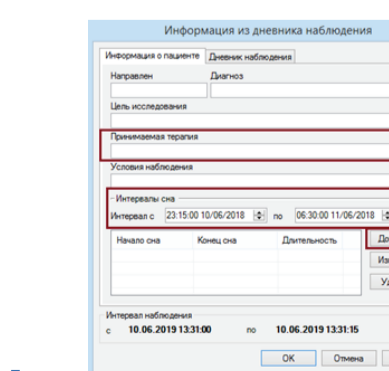 Информация из дневника наблюдения
Информация о пациенте Дневник наблюдения
Направлен Диагноз
Цель исследования
Принимаемая терапия
Условия наблюдения
Интервалы сна
Интервал с 23:15:00 10/06/2018 по 06:30:00 11/06/2018
Начало сна Конец сна Длительность
Интервал наблюдения
с 10.06.2019 13:31:00 по 10.06.2019 13:31:15
OK Отмена